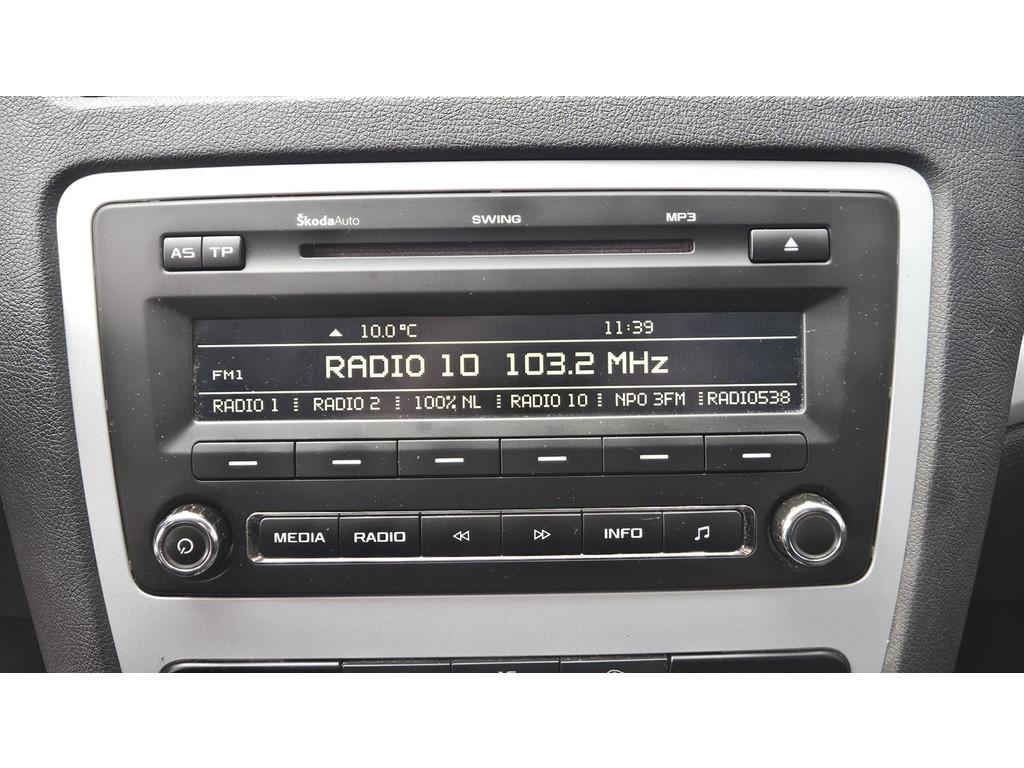 ŠkodaAuto SWING MP3
AS TP
10.0°C 11:39
FM1 RADIO 10 103.2 MHz
RADIO 1 RADIO 2 100% NL RADIO 10 NPO 3FM RADIO538
MEDIA RADIO INFO